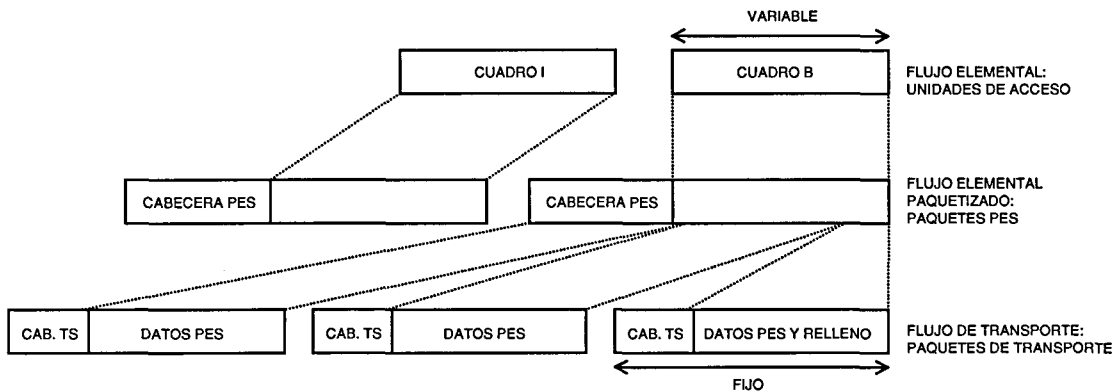 VARIABLE
CUADRO I
CUADRO B
FLUJO ELEMENTAL:
UNIDADES DE ACCESO
CABECERA PES
CABECERA PES
FLUJO ELEMENTAL
PAQUETIZADO:
PAQUETES PES
CAB. TS
DATOS PES
CAB. TS
DATOS PES
CAB. TS
DATOS PES Y RELLENO
FLUJO DE TRANSPORTE:
PAQUETES DE TRANSPORTE
FIJO